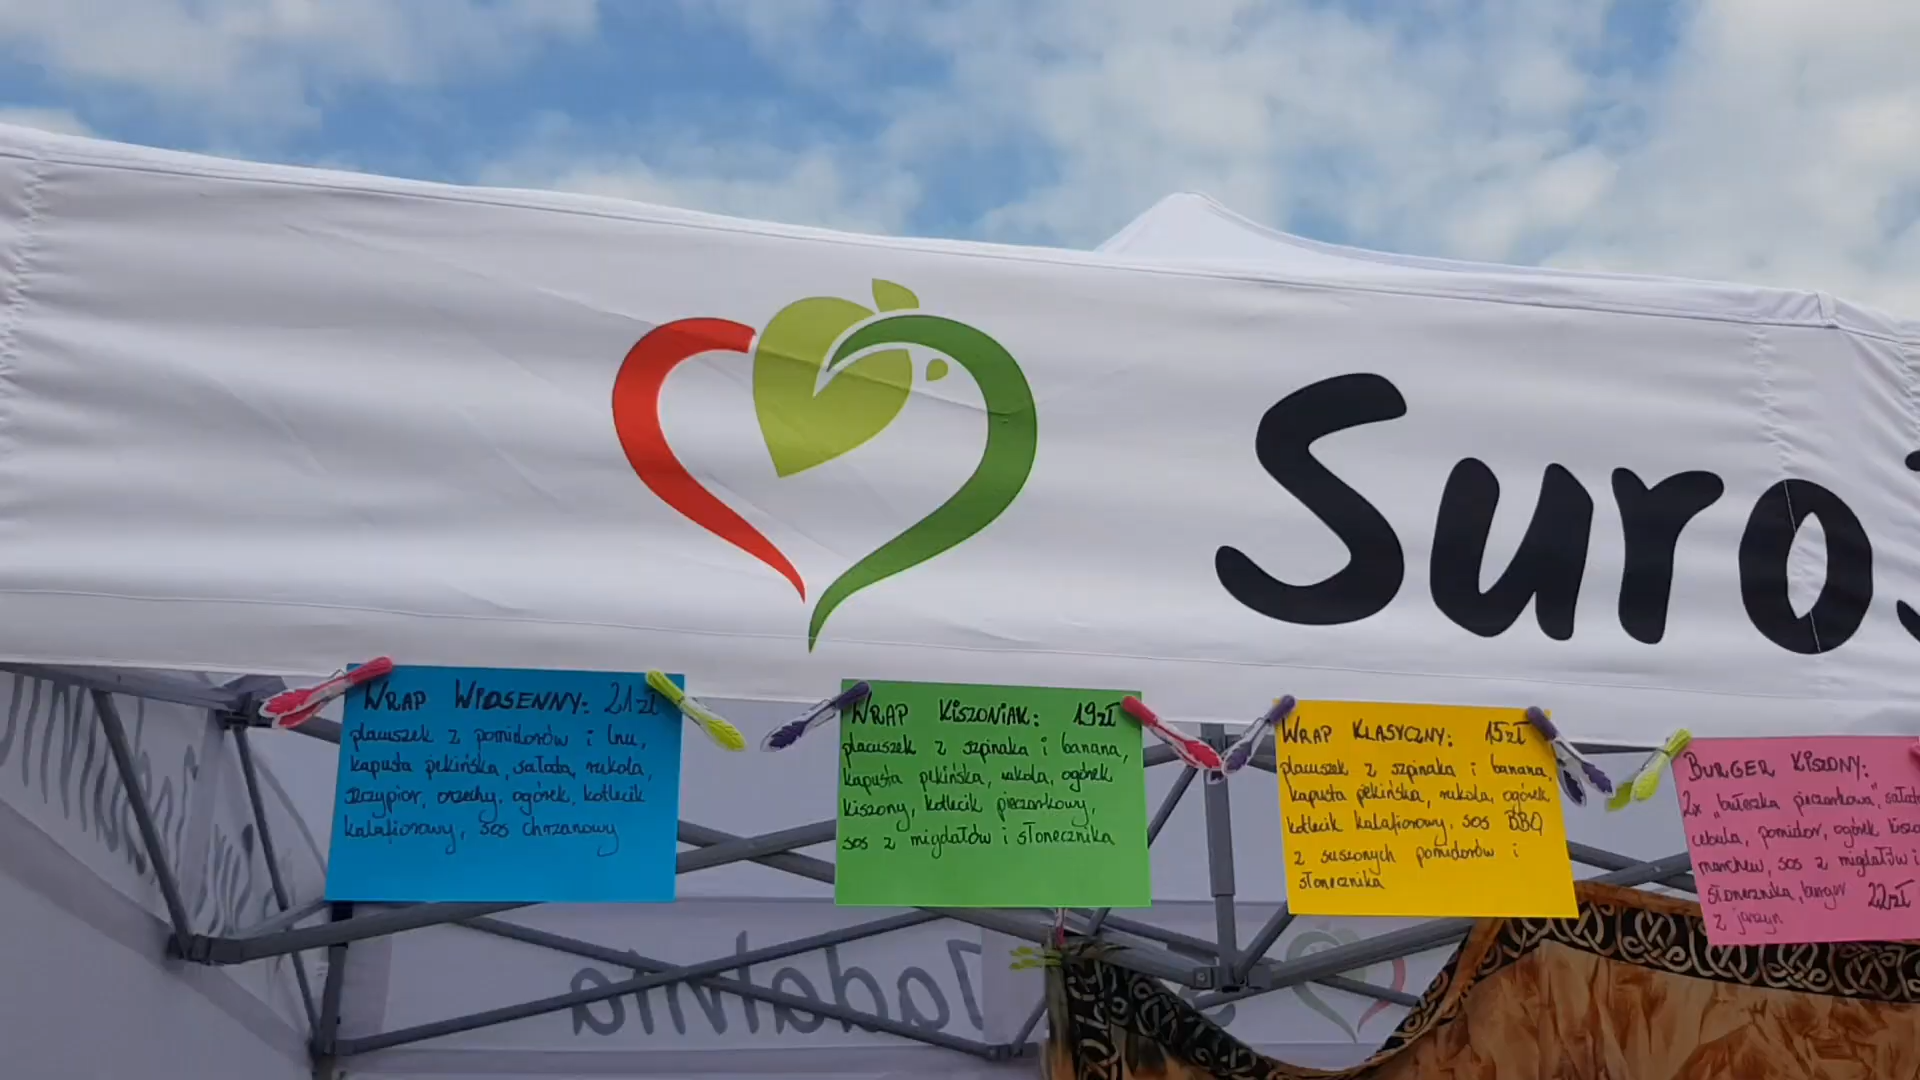 Suro
WRAP WIOSENNY: 21zł
placuszek z pomidorów i lnu,
kapusta pekińska, sałata, rukola,
szczypior, orzechy, ogórek, kotlecik
kalafiorowy, sos chrzanowy
WRAP KISZONIAK: 19zł
placuszek z szpinaka i banana,
kapusta pekińska, rukola, ogórek
kiszony, kotlecik pieczarkowy,
sos z migdałów i słonecznika
WRAP KLASYCZNY: 15zł
placuszek z szpinaka i banana,
kapusta pekińska, rukola, ogórek
kotlecik kalafiorowy, sos BBQ
z suszonych pomidorów i
słonecznika
BURGER KISZONY:
2x "bułeczka pieczarkowa", sałata
cebula, pomidor, ogórek
marchew, sos z migdałów i
słonecznika, burger 22zł
z jarzyn
Jadalnia